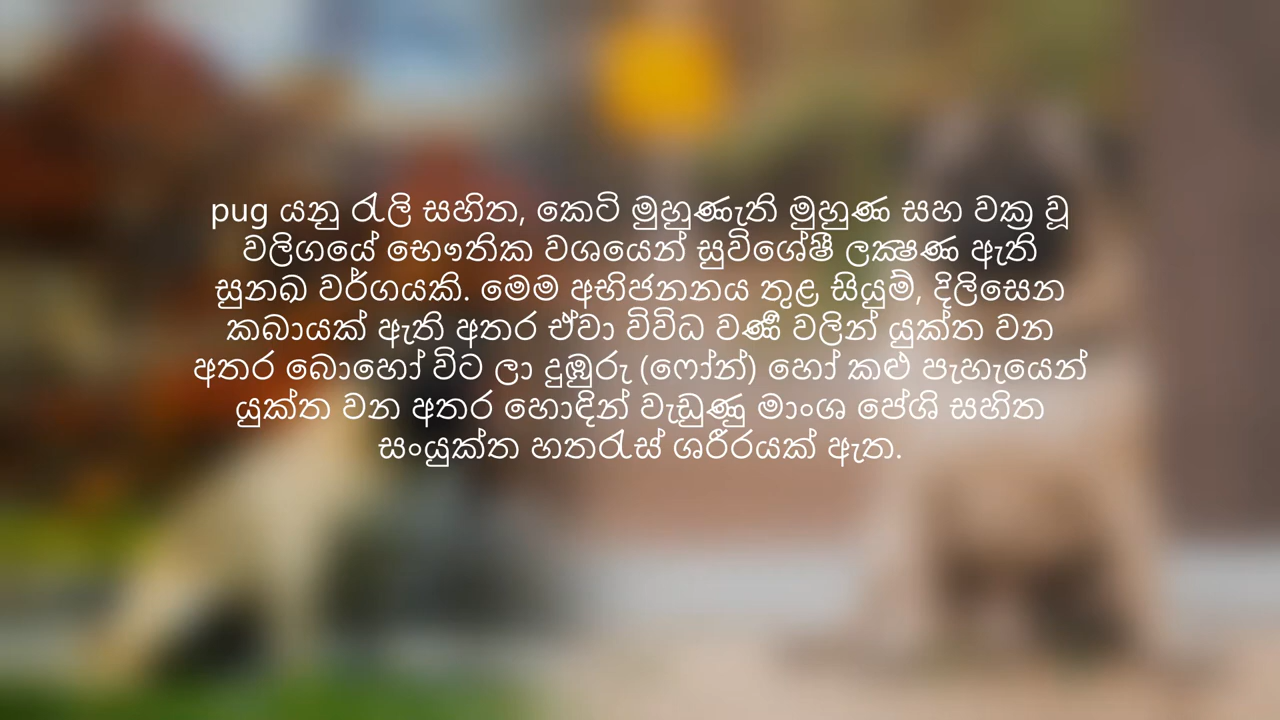 pug යනු රැලි සහිත, කෙටි මුහුණැති මුහුණ සහ වක්‍ර වූ
වලිගයේ භෞතික වශයෙන් සුවිශේෂී ලක්‍ෂණ ඇති
සුනඛ වර්ගයකි. මෙම අභිජනනය තුළ සියුම්, දිලිසෙන
කබායක් ඇති අතර ඒවා විවිධ වර්‍ණ වලින් යුක්ත වන
අතර බොහෝ විට ලා දුඹුරු (ෆෝන්) හෝ කළු පැහැයෙන්
යුක්ත වන අතර හොඳින් වැඩුණු මාංශ පේශි සහිත
සංයුක්ත හතරැස් ශරීරයක් ඇත.